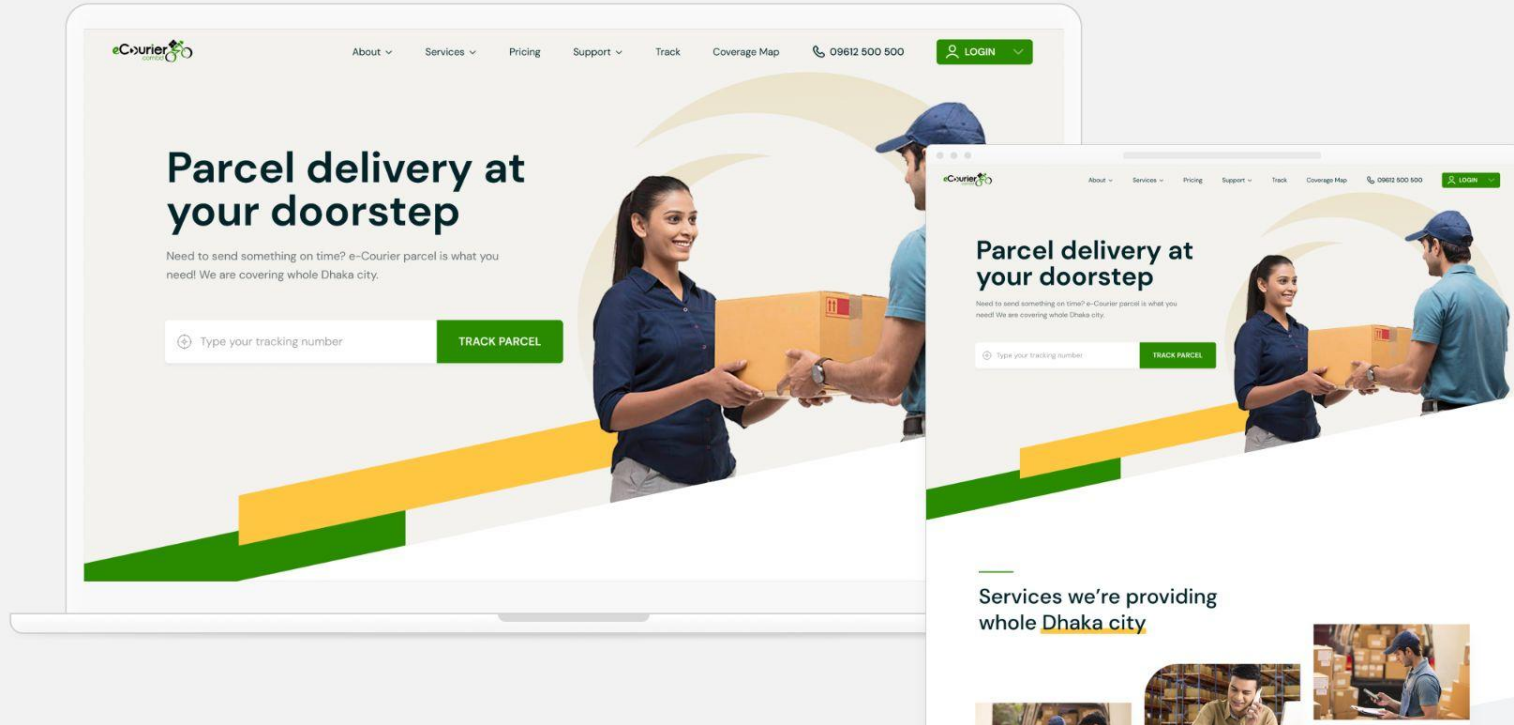 eCourier
combd
About
Services
Pricing
Support
Track
Coverage Map
09612 500 500
LOGIN
Parcel delivery at
your doorstep
Need to send something on time? e-Courier parcel is what you
need! We are covering whole Dhaka city.
Type your tracking number
TRACK PARCEL
eCourier
combd
About
Services
Pricing
Support
Track
Coverage Map
09612 500 500
LOGIN
Parcel delivery at
your doorstep
Need to send something on time? e-Courier parcel is what you
need! We are covering whole Dhaka city.
Type your tracking number
TRACK PARCEL
Services we’re providing
whole Dhaka city